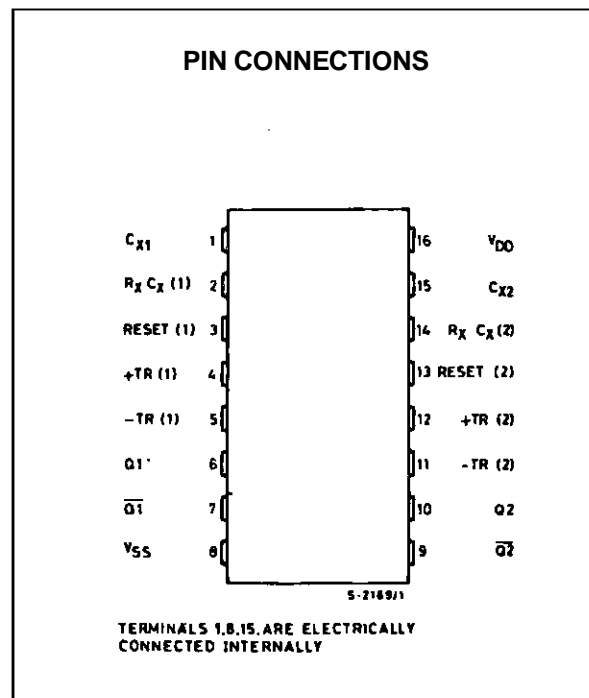 PIN CONNECTIONS
CX1 1 16 VDD
RX CX (1) 2 15 CX2
RESET (1) 3 14 RX CX (2)
+TR (1) 4 13 RESET (2)
-TR (1) 5 12 +TR (2)
Q1 6 11 -TR (2)
Q̅1̅ 7 10 Q2
VSS 8 9 Q̅2̅
S-2169/1
TERMINALS 1,8,15, ARE ELECTRICALLY
CONNECTED INTERNALLY